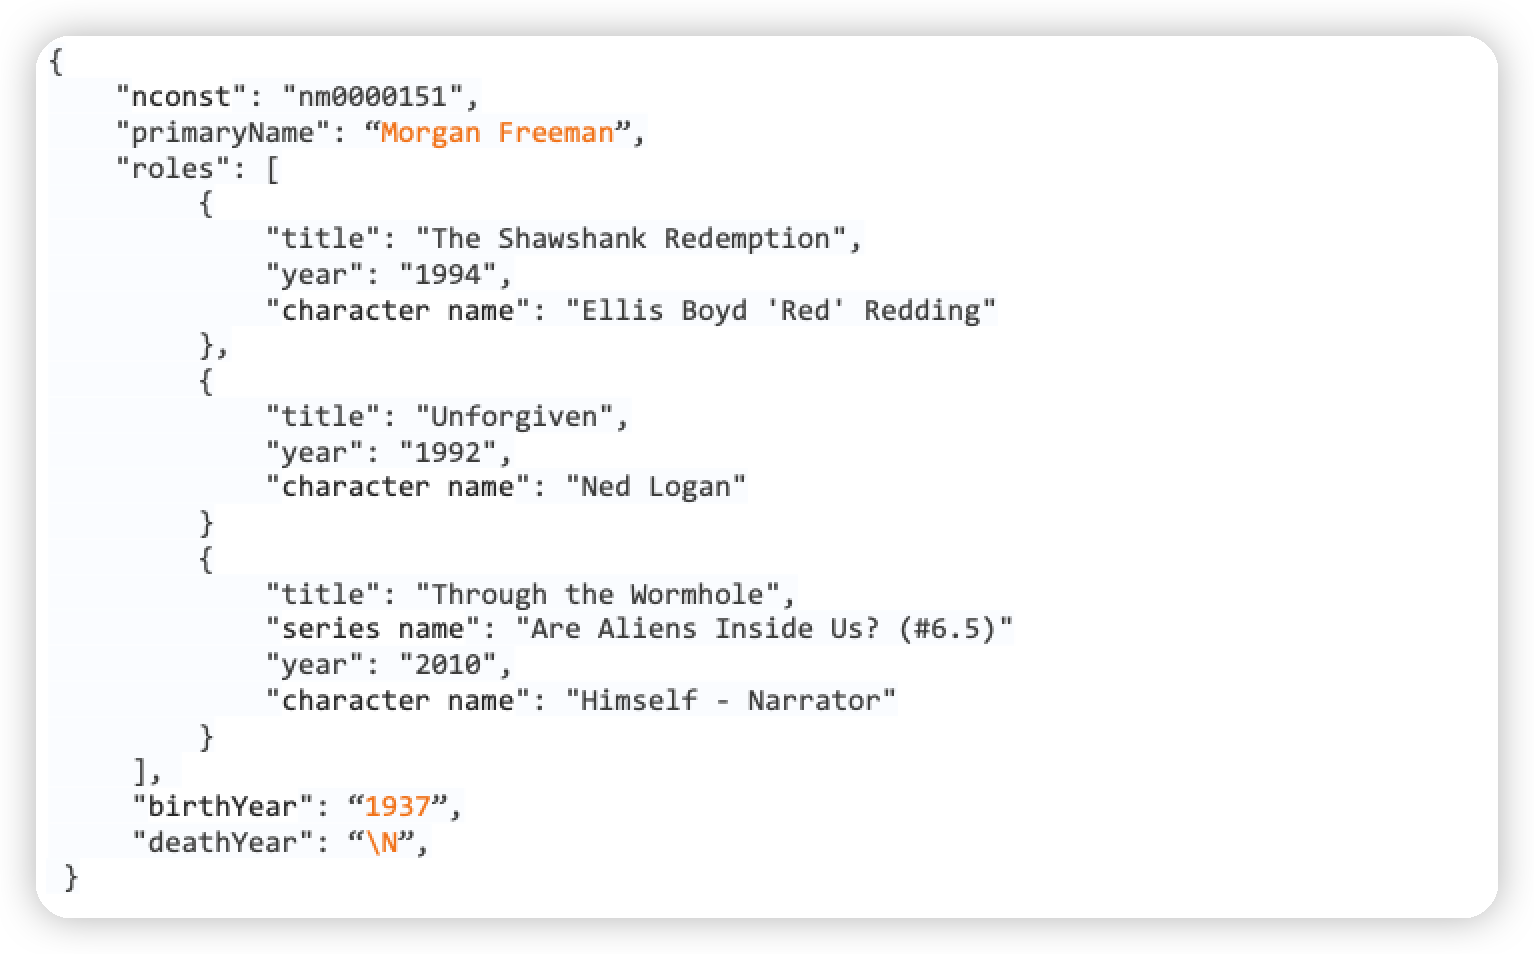 {
"nconst": "nm0000151",
"primaryName": “Morgan Freeman”,
"roles": [
{
"title": "The Shawshank Redemption",
"year": "1994",
"character name": "Ellis Boyd 'Red' Redding"
},
{
"title": "Unforgiven",
"year": "1992",
"character name": "Ned Logan"
}
{
"title": "Through the Wormhole",
"series name": "Are Aliens Inside Us? (#6.5)"
"year": "2010",
"character name": "Himself - Narrator"
}
],
"birthYear": “1937”,
"deathYear": “\N”,
}